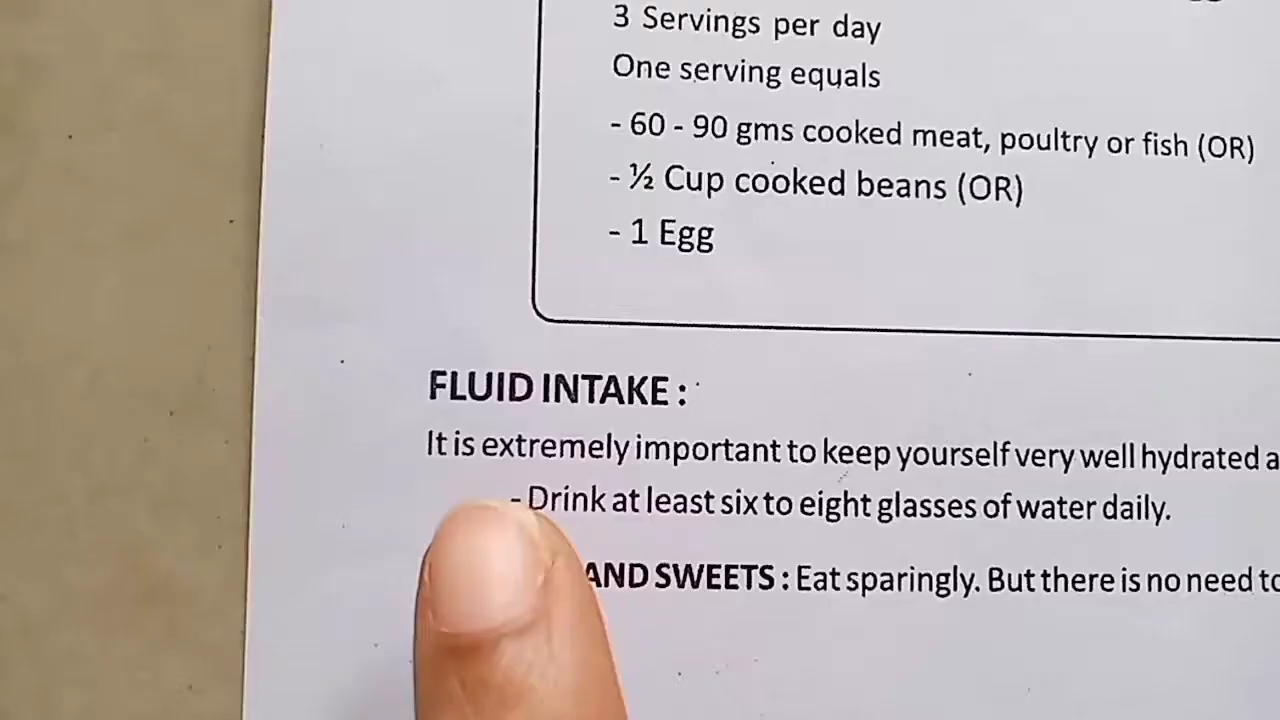 3 Servings per day
One serving equals
- 60 - 90 gms cooked meat, poultry or fish (OR)
- ½ Cup cooked beans (OR)
- 1 Egg
FLUID INTAKE :
It is extremely important to keep yourself very well hydrated
- Drink at least six to eight glasses of water daily.
AND SWEETS : Eat sparingly. But there is no need to